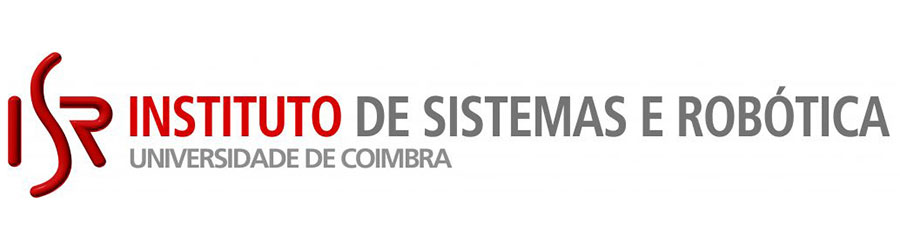 ISR INSTITUTO DE SISTEMAS E ROBÓTICA
UNIVERSIDADE DE COIMBRA